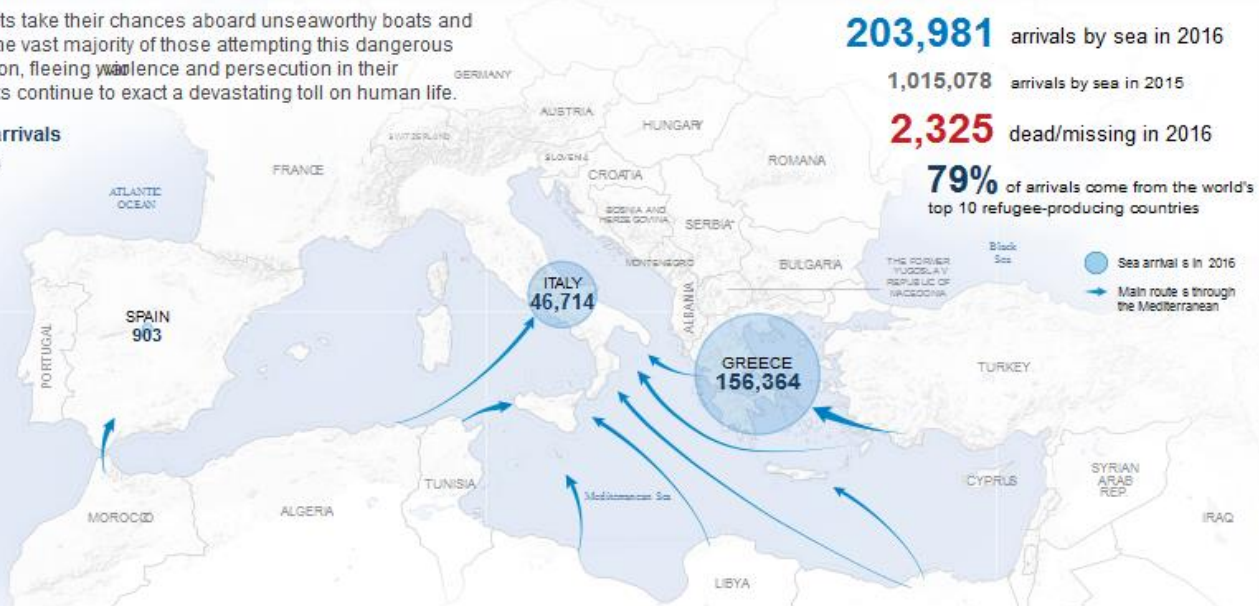 ts take their chances aboard unseaworthy boats and
ne vast majority of those attempting this dangerous
on, fleeing violence and persecution in their
ts continue to exact a devastating toll on human life.
rrivals
203,981 arrivals by sea in 2016
1,015,078 arrivals by sea in 2015
2,325 dead/missing in 2016
79% of arrivals come from the world's
top 10 refugee-producing countries
Sea arrival s in 2016
Main route s through
the Mediterranean
GERMANY
AUSTRIA
HUNGARY
SWITZERLAND
SLOVENIA
FRANCE
CROATIA
ROMANA
ATLANTIC
OCEAN
BOSNIA AND
HERZEGOVINA
SERBIA
Black
Sea
MONTENEGRO
BULGARIA
THE FORMER
YUGOSLAV
REPUBLIC OF
MACEDONIA
ITALY
46,714
ALBANIA
SPAIN
903
PORTUGAL
GREECE
156,364
TURKEY
TUNISIA
Mediterranean Sea
CYPRUS
SYRIAN
ARAB
REP.
MOROCCO
ALGERIA
IRAQ
LIBYA